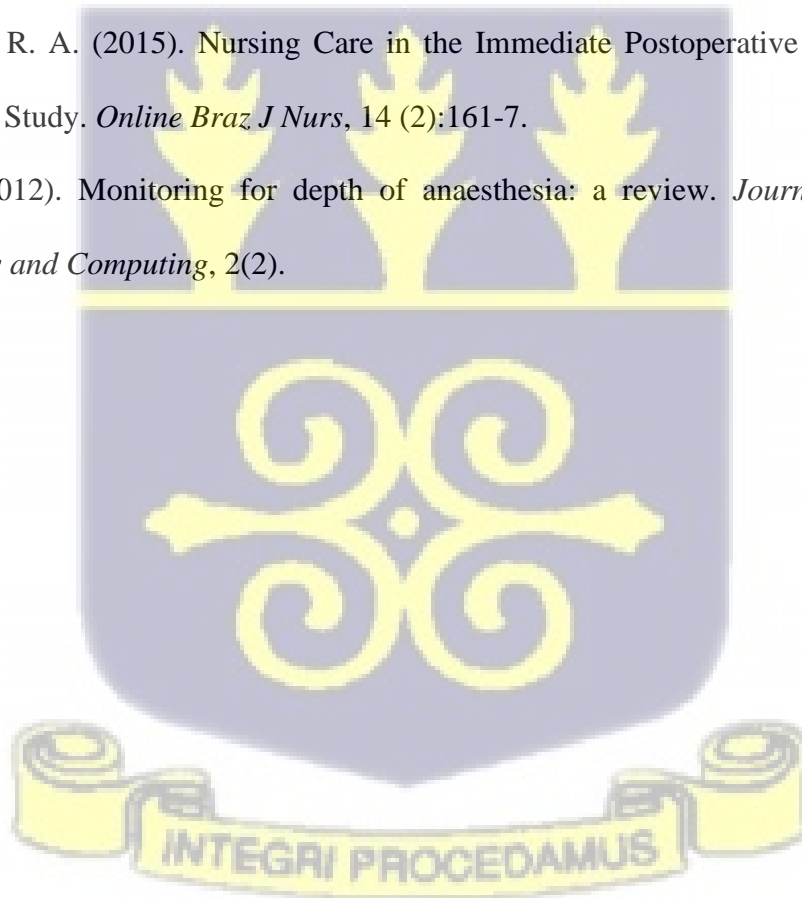 R. A. (2015). Nursing Care in the Immediate Postoperative
Study. Online Braz J Nurs, 14 (2):161-7.
012). Monitoring for depth of anaesthesia: a review. Journ
and Computing, 2(2).
INTEGRI PROCEDAMUS